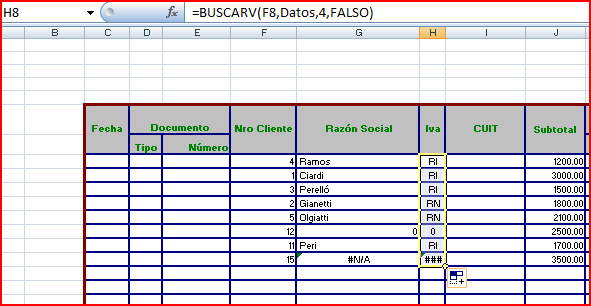 H8 fx =BUSCARV(F8,Datos,4,FALSO)
B C D E F G H I J
Fecha Documento Nro Cliente Razón Social Iva CUIT Subtotal
Tipo Número
4 Ramos RI 1200.00
1 Ciardi RI 3000.00
3 Perelló RI 1500.00
2 Gianetti RN 1800.00
5 Olgiatti RN 2100.00
12 0 0 2500.00
11 Peri RI 1700.00
15 #N/A ### 3500.00